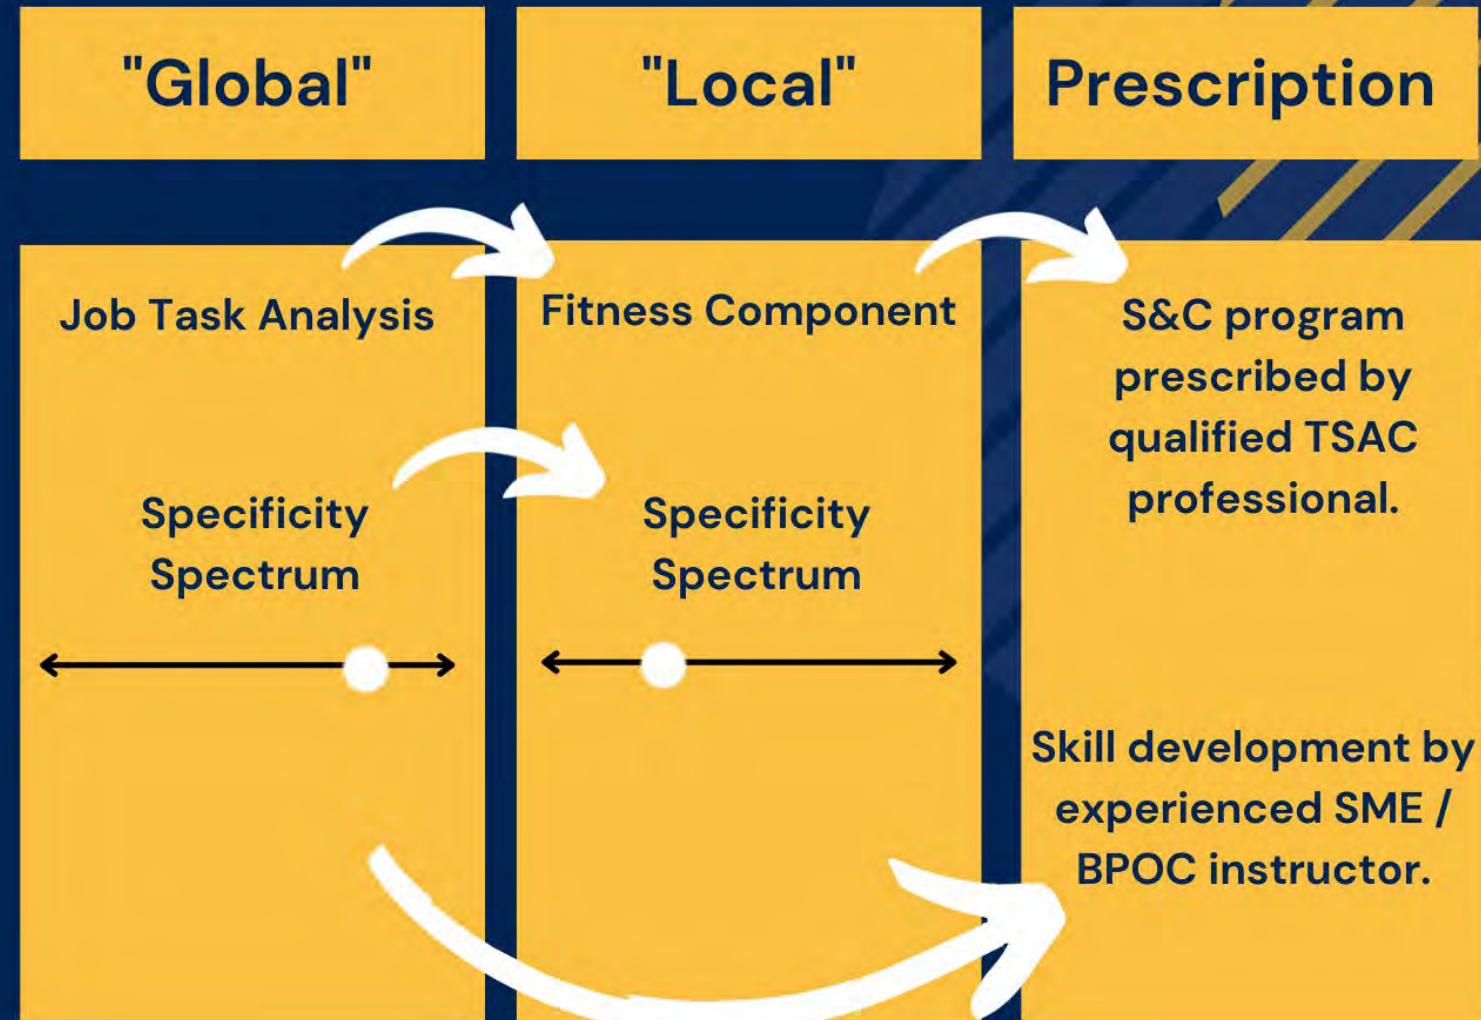 "Global"
"Local"
Prescription
Job Task Analysis
Specificity
Spectrum
Fitness Component
Specificity
Spectrum
S&C program
prescribed by
qualified TSAC
professional.
Skill development by
experienced SME /
BPOC instructor.